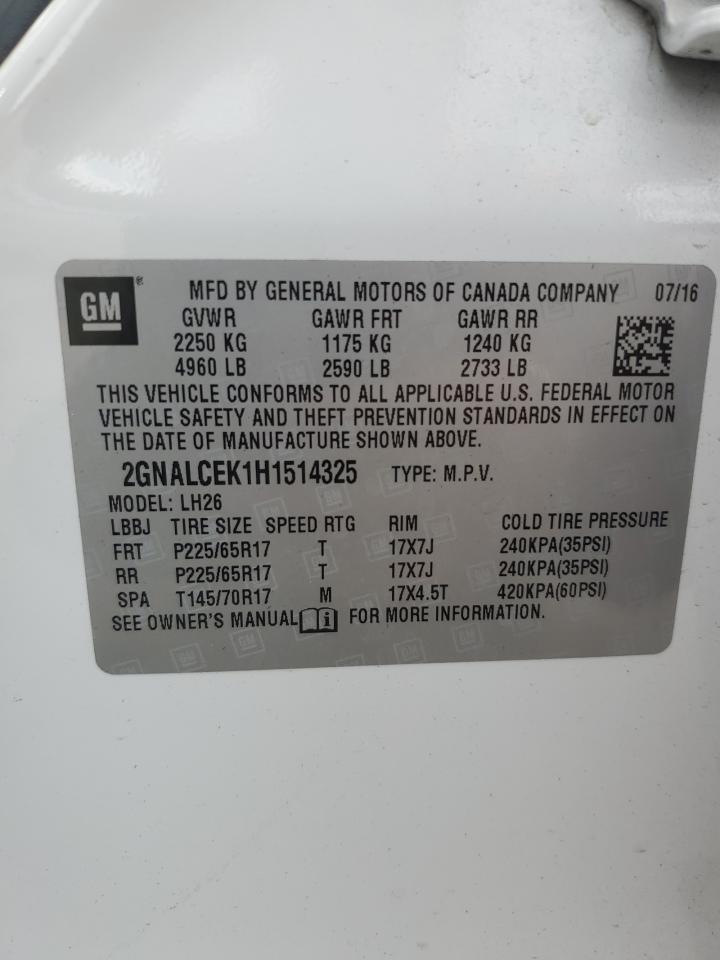 GM ® MFD BY GENERAL MOTORS OF CANADA COMPANY 07/16
GVWR GAWR FRT GAWR RR
2250 KG 1175 KG 1240 KG
4960 LB 2590 LB 2733 LB
THIS VEHICLE CONFORMS TO ALL APPLICABLE U.S. FEDERAL MOTOR
VEHICLE SAFETY AND THEFT PREVENTION STANDARDS IN EFFECT ON
THE DATE OF MANUFACTURE SHOWN ABOVE.
2GNALCEK1H1514325 TYPE: M.P.V.
MODEL: LH26
LBBJ TIRE SIZE SPEED RTG RIM COLD TIRE PRESSURE
FRT P225/65R17 T 17X7J 240KPA(35PSI)
RR P225/65R17 T 17X7J 240KPA(35PSI)
SPA T145/70R17 M 17X4.5T 420KPA(60PSI)
SEE OWNER'S MANUAL i FOR MORE INFORMATION.